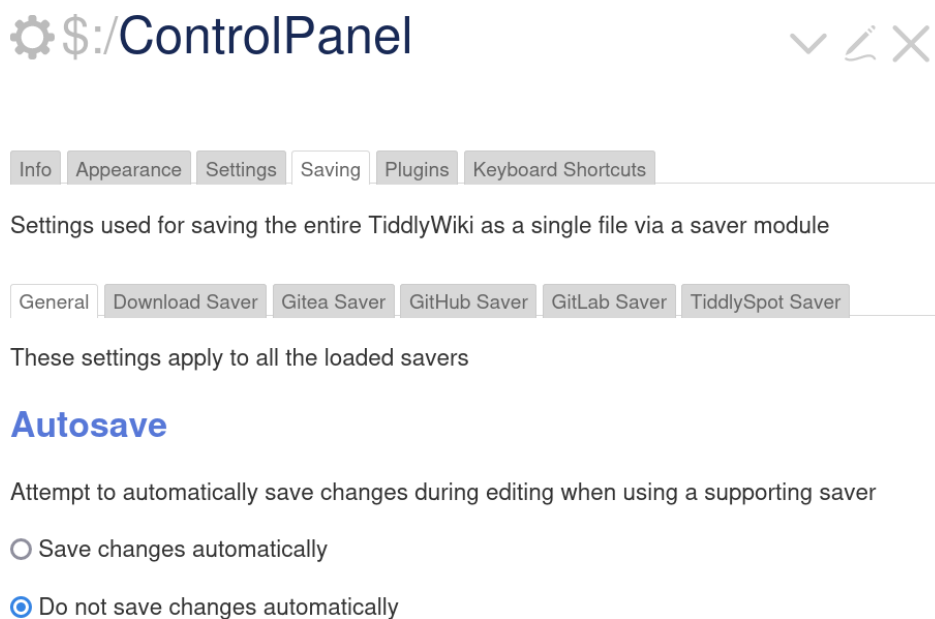 $:/ControlPanel
Info Appearance Settings Saving Plugins Keyboard Shortcuts
Settings used for saving the entire TiddlyWiki as a single file via a saver module
General Download Saver Gitea Saver GitHub Saver GitLab Saver TiddlySpot Saver
These settings apply to all the loaded savers
Autosave
Attempt to automatically save changes during editing when using a supporting saver
Save changes automatically
Do not save changes automatically